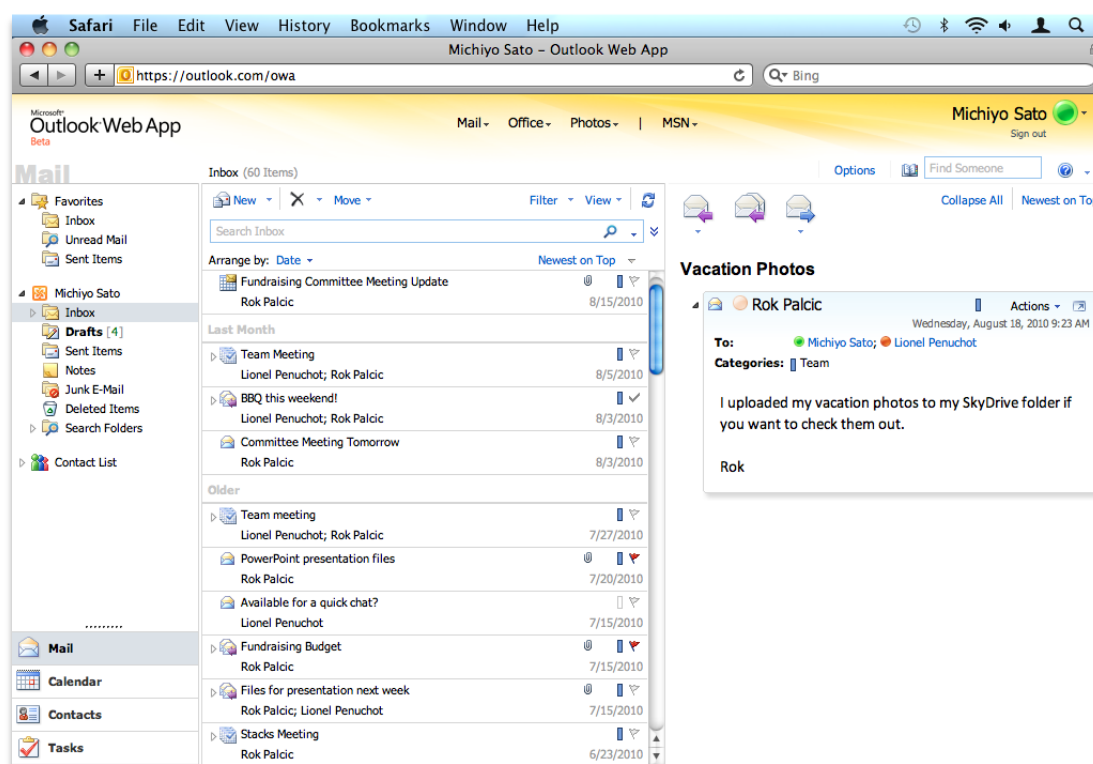 Safari File Edit View History Bookmarks Window Help
Michiyo Sato – Outlook Web App
https://outlook.com/owa
Bing
Microsoft®
Outlook Web App
Beta
Mail Office Photos | MSN
Michiyo Sato
Sign out
Mail
Inbox (60 Items)
Options
Find Someone
Favorites
Inbox
Unread Mail
Sent Items
Michiyo Sato
Inbox
Drafts [4]
Sent Items
Notes
Junk E-Mail
Deleted Items
Search Folders
Contact List
Mail
Calendar
Contacts
Tasks
New Move Filter View
Search Inbox
Arrange by: Date Newest on Top
Fundraising Committee Meeting Update
Rok Palcic 8/15/2010
Last Month
Team Meeting
Lionel Penuchot; Rok Palcic 8/5/2010
BBQ this weekend!
Lionel Penuchot; Rok Palcic 8/3/2010
Committee Meeting Tomorrow
Rok Palcic 8/3/2010
Older
Team meeting
Lionel Penuchot; Rok Palcic 7/27/2010
PowerPoint presentation files
Rok Palcic 7/20/2010
Available for a quick chat?
Lionel Penuchot 7/15/2010
Fundraising Budget
Rok Palcic 7/15/2010
Files for presentation next week
Rok Palcic; Lionel Penuchot 7/15/2010
Stacks Meeting
Rok Palcic 6/23/2010
Collapse All Newest on To
Vacation Photos
Rok Palcic Actions
Wednesday, August 18, 2010 9:23 AM
To: Michiyo Sato; Lionel Penuchot
Categories: Team
I uploaded my vacation photos to my SkyDrive folder if
you want to check them out.
Rok